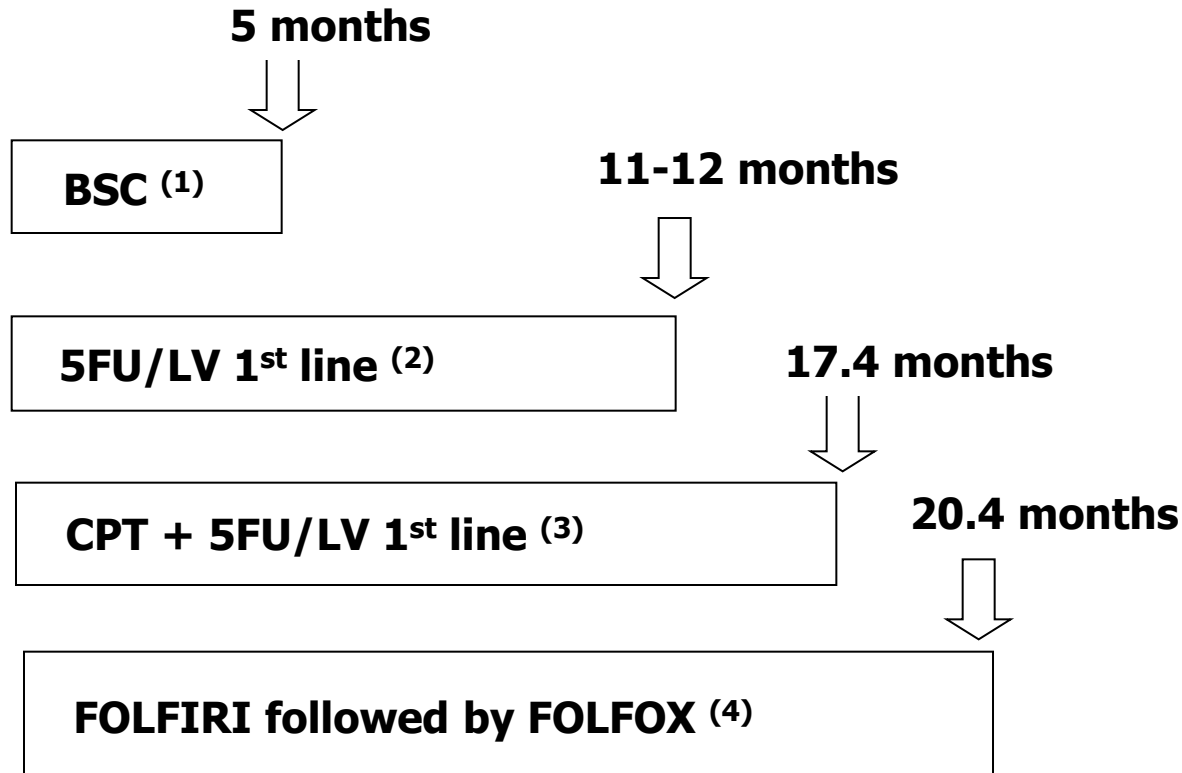 5 months
BSC (1)
11-12 months
5FU/LV 1st line (2)
17.4 months
CPT + 5FU/LV 1st line (3)
20.4 months
FOLFIRI followed by FOLFOX (4)